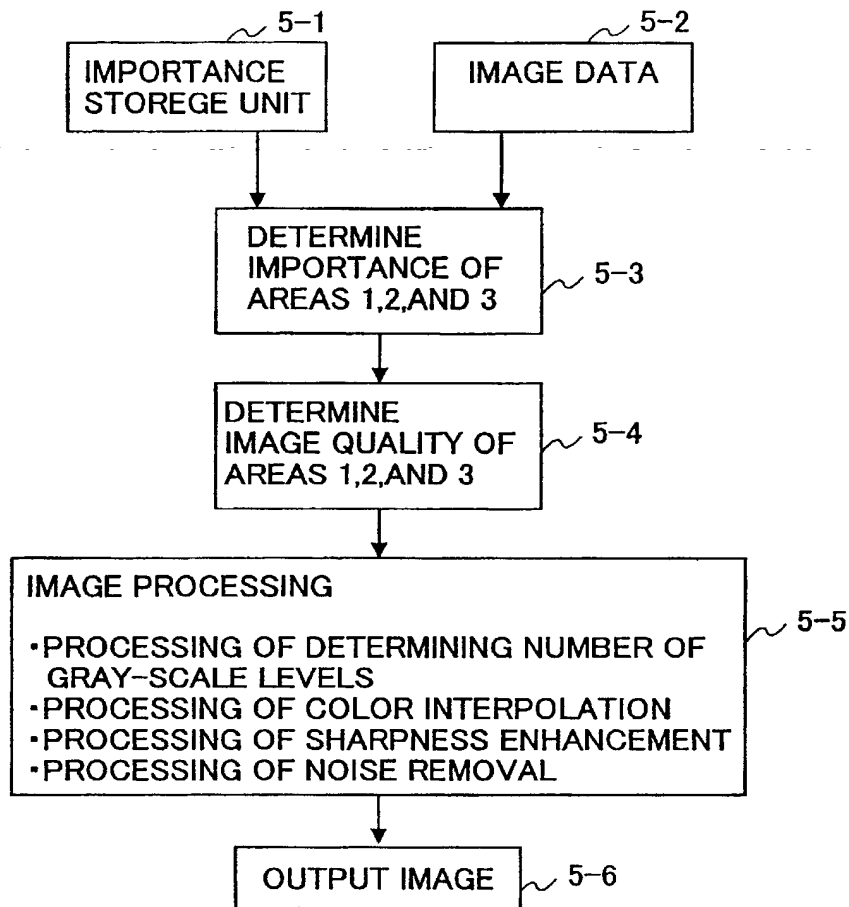 5-1
5-2
IMPORTANCE
STOREGE UNIT
IMAGE DATA
DETERMINE
IMPORTANCE OF
AREAS 1,2,AND 3
5-3
DETERMINE
IMAGE QUALITY OF
AREAS 1,2,AND 3
5-4
IMAGE PROCESSING
5-5
・PROCESSING OF DETERMINING NUMBER OF
GRAY-SCALE LEVELS
・PROCESSING OF COLOR INTERPOLATION
・PROCESSING OF SHARPNESS ENHANCEMENT
・PROCESSING OF NOISE REMOVAL
OUTPUT IMAGE
5-6